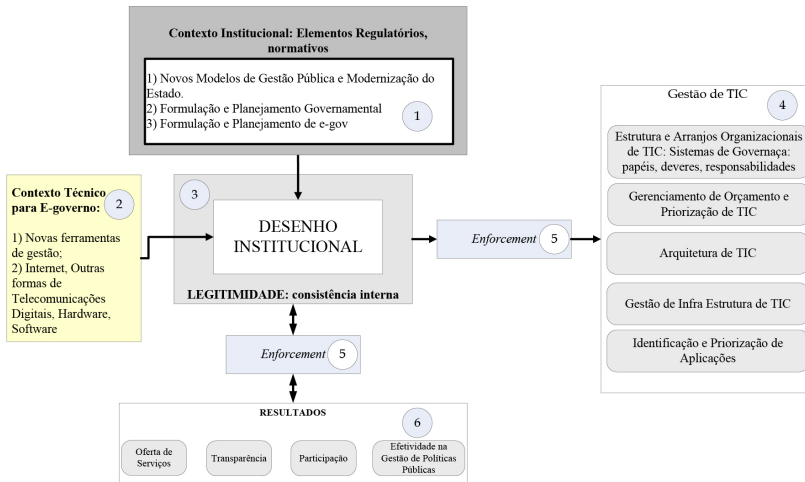 Contexto Institucional: Elementos Regulatórios,
normativos
1) Novos Modelos de Gestão Pública e Modernização do
Estado.
2) Formulação e Planejamento Governamental
3) Formulação e Planejamento de e-gov
1
Contexto Técnico
para E-governo:
2
1) Novas ferramentas
de gestão;
2) Internet, Outras
formas de
Telecomunicações
Digitais, Hardware,
Software
3
DESENHO
INSTITUCIONAL
LEGITIMIDADE: consistência interna
Enforcement 5
Gestão de TIC
4
Estrutura e Arranjos Organizacionais
de TIC: Sistemas de Governaça:
papéis, deveres, responsabilidades
Gerenciamento de Orçamento e
Priorização de TIC
Arquitetura de TIC
Gestão de Infra Estrutura de TIC
Identificação e Priorização de
Aplicações
Enforcement 5
RESULTADOS
6
Oferta de
Serviços
Transparência
Participação
Efetividade na
Gestão de Políticas
Públicas